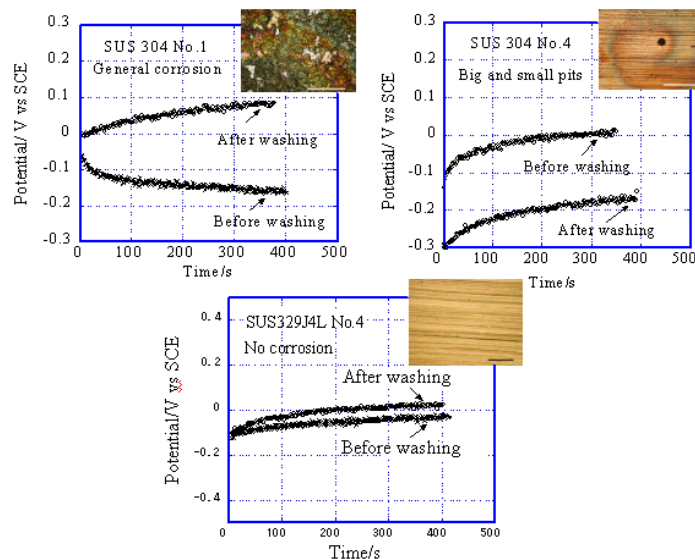 SUS 304 No.1
General corrosion
Potential/ V vs SCE
0.3
0.2
0.1
0
-0.1
-0.2
-0.3
After washing
Before washing
0
100
200
300
400
500
Time/s
SUS 304 No.4
Big and small pits
Potential/ V vs SCE
0.3
0.2
0.1
0
-0.1
-0.2
-0.3
Before washing
After washing
0
100
200
300
400
500
Time/s
SUS329J4L No.4
No corrosion
Potential/V vs SCE
0.4
0.2
0
-0.2
-0.4
After washing
Before washing
0
100
200
300
400
500
Time/s